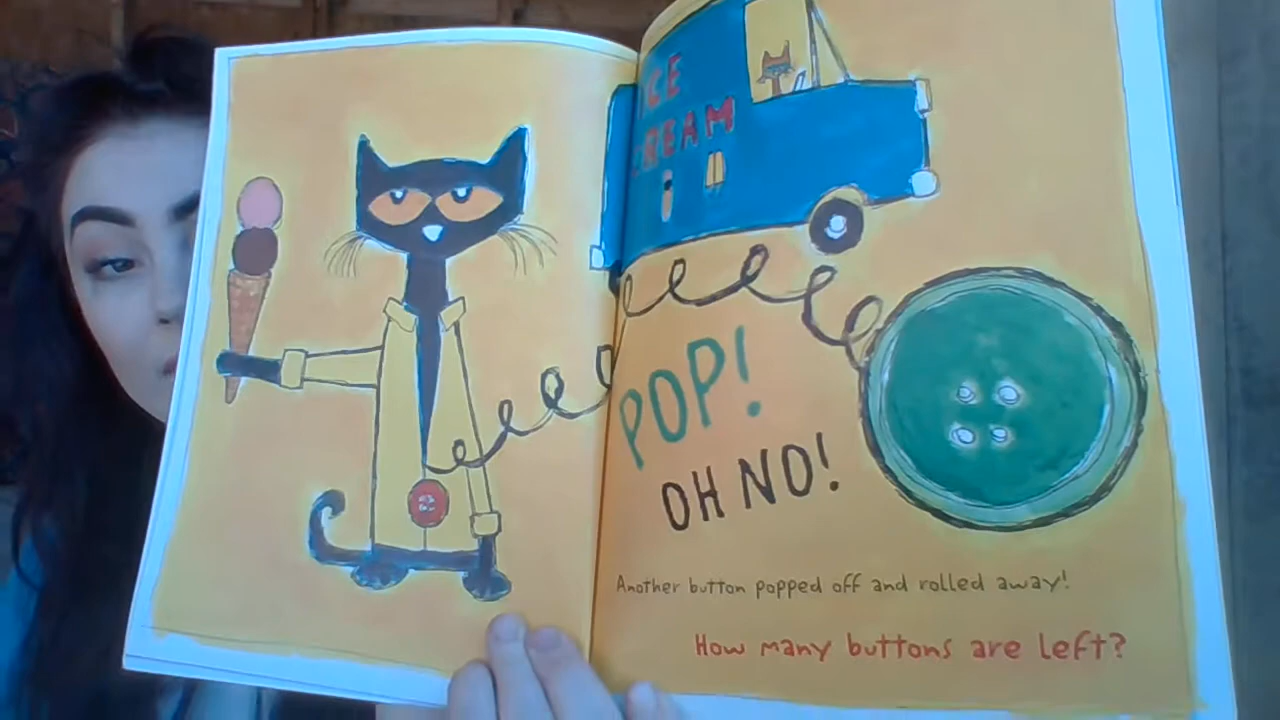 ICE
CREAM
POP!
OH NO!
Another button popped off and rolled away!
How many buttons are left?